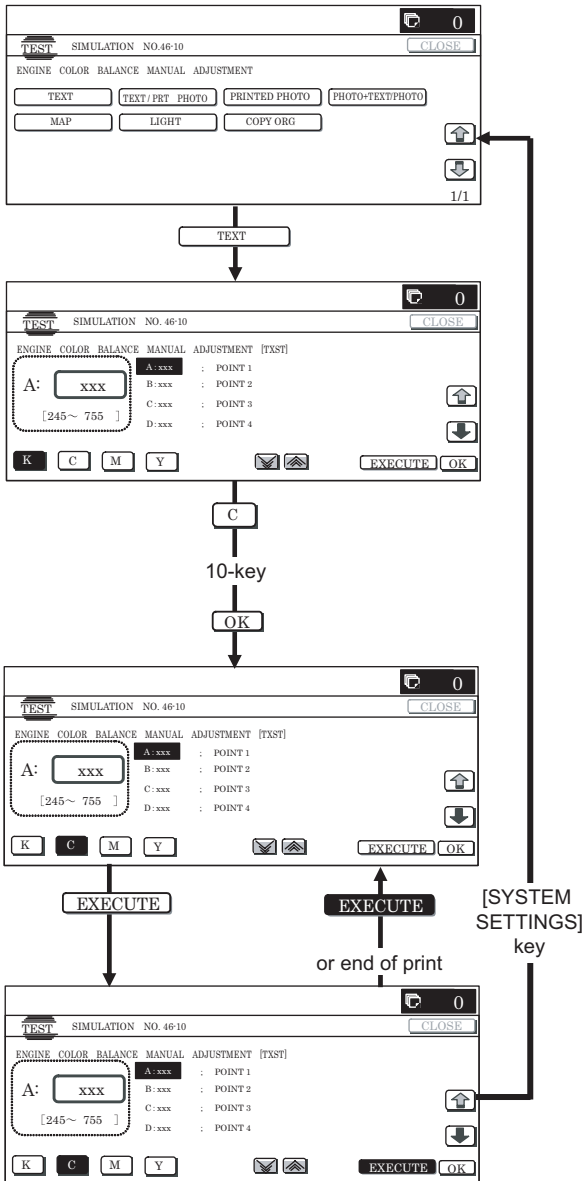 0
TEST SIMULATION NO.46-10 CLOSE
ENGINE COLOR BALANCE MANUAL ADJUSTMENT
TEXT TEXT/PRT PHOTO PRINTED PHOTO PHOTO+TEXT/PHOTO
MAP LIGHT COPY ORG
1/1
TEXT
0
TEST SIMULATION NO. 46-10 CLOSE
ENGINE COLOR BALANCE MANUAL ADJUSTMENT [TXST]
A:xxx ; POINT 1
A: xxx B:xxx ; POINT 2
C:xxx ; POINT 3
[245~ 755 ] D:xxx ; POINT 4
K C M Y EXECUTE OK
C
10-key
OK
0
TEST SIMULATION NO. 46-10 CLOSE
ENGINE COLOR BALANCE MANUAL ADJUSTMENT [TXST]
A:xxx ; POINT 1
A: xxx B:xxx ; POINT 2
C:xxx ; POINT 3
[245~ 755 ] D:xxx ; POINT 4
K C M Y EXECUTE OK
EXECUTE EXECUTE
or end of print
[SYSTEM
SETTINGS]
key
0
TEST SIMULATION NO. 46-10 CLOSE
ENGINE COLOR BALANCE MANUAL ADJUSTMENT [TXST]
A:xxx ; POINT 1
A: xxx B:xxx ; POINT 2
C:xxx ; POINT 3
[245~ 755 ] D:xxx ; POINT 4
K C M Y EXECUTE OK